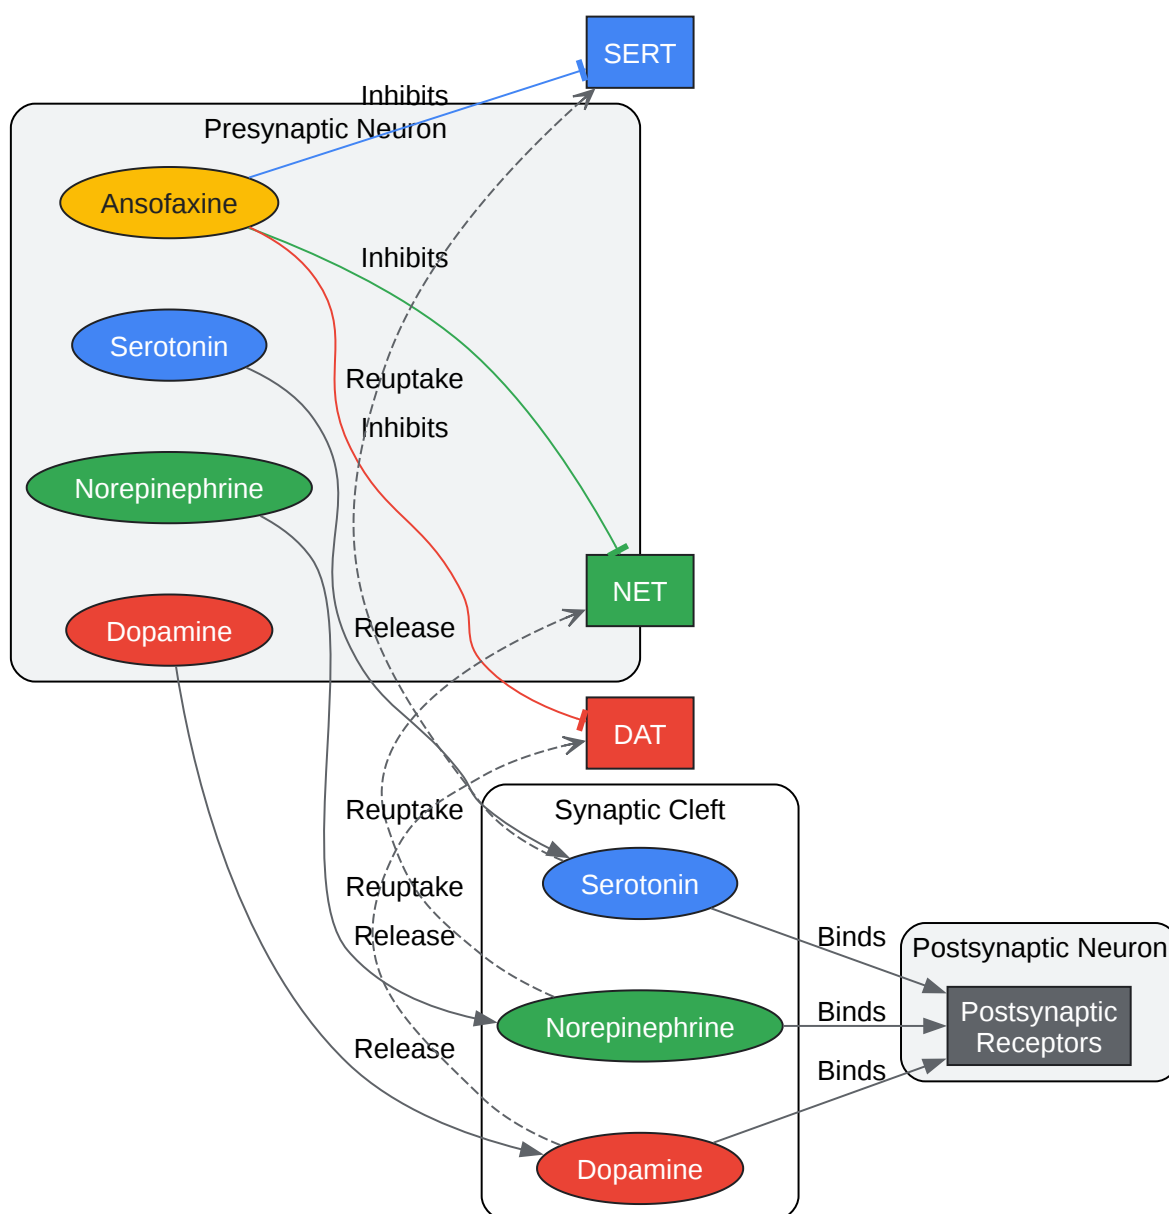 SERT
Inhibits
Presynaptic Neuron
Ansofaxine
Inhibits
Serotonin
Reuptake
Inhibits
Norepinephrine
NET
Release
Dopamine
DAT
Reuptake
Synaptic Cleft
Serotonin
Reuptake
Release
Binds
Postsynaptic Neuron
Norepinephrine
Binds
Postsynaptic
Receptors
Release
Binds
Dopamine